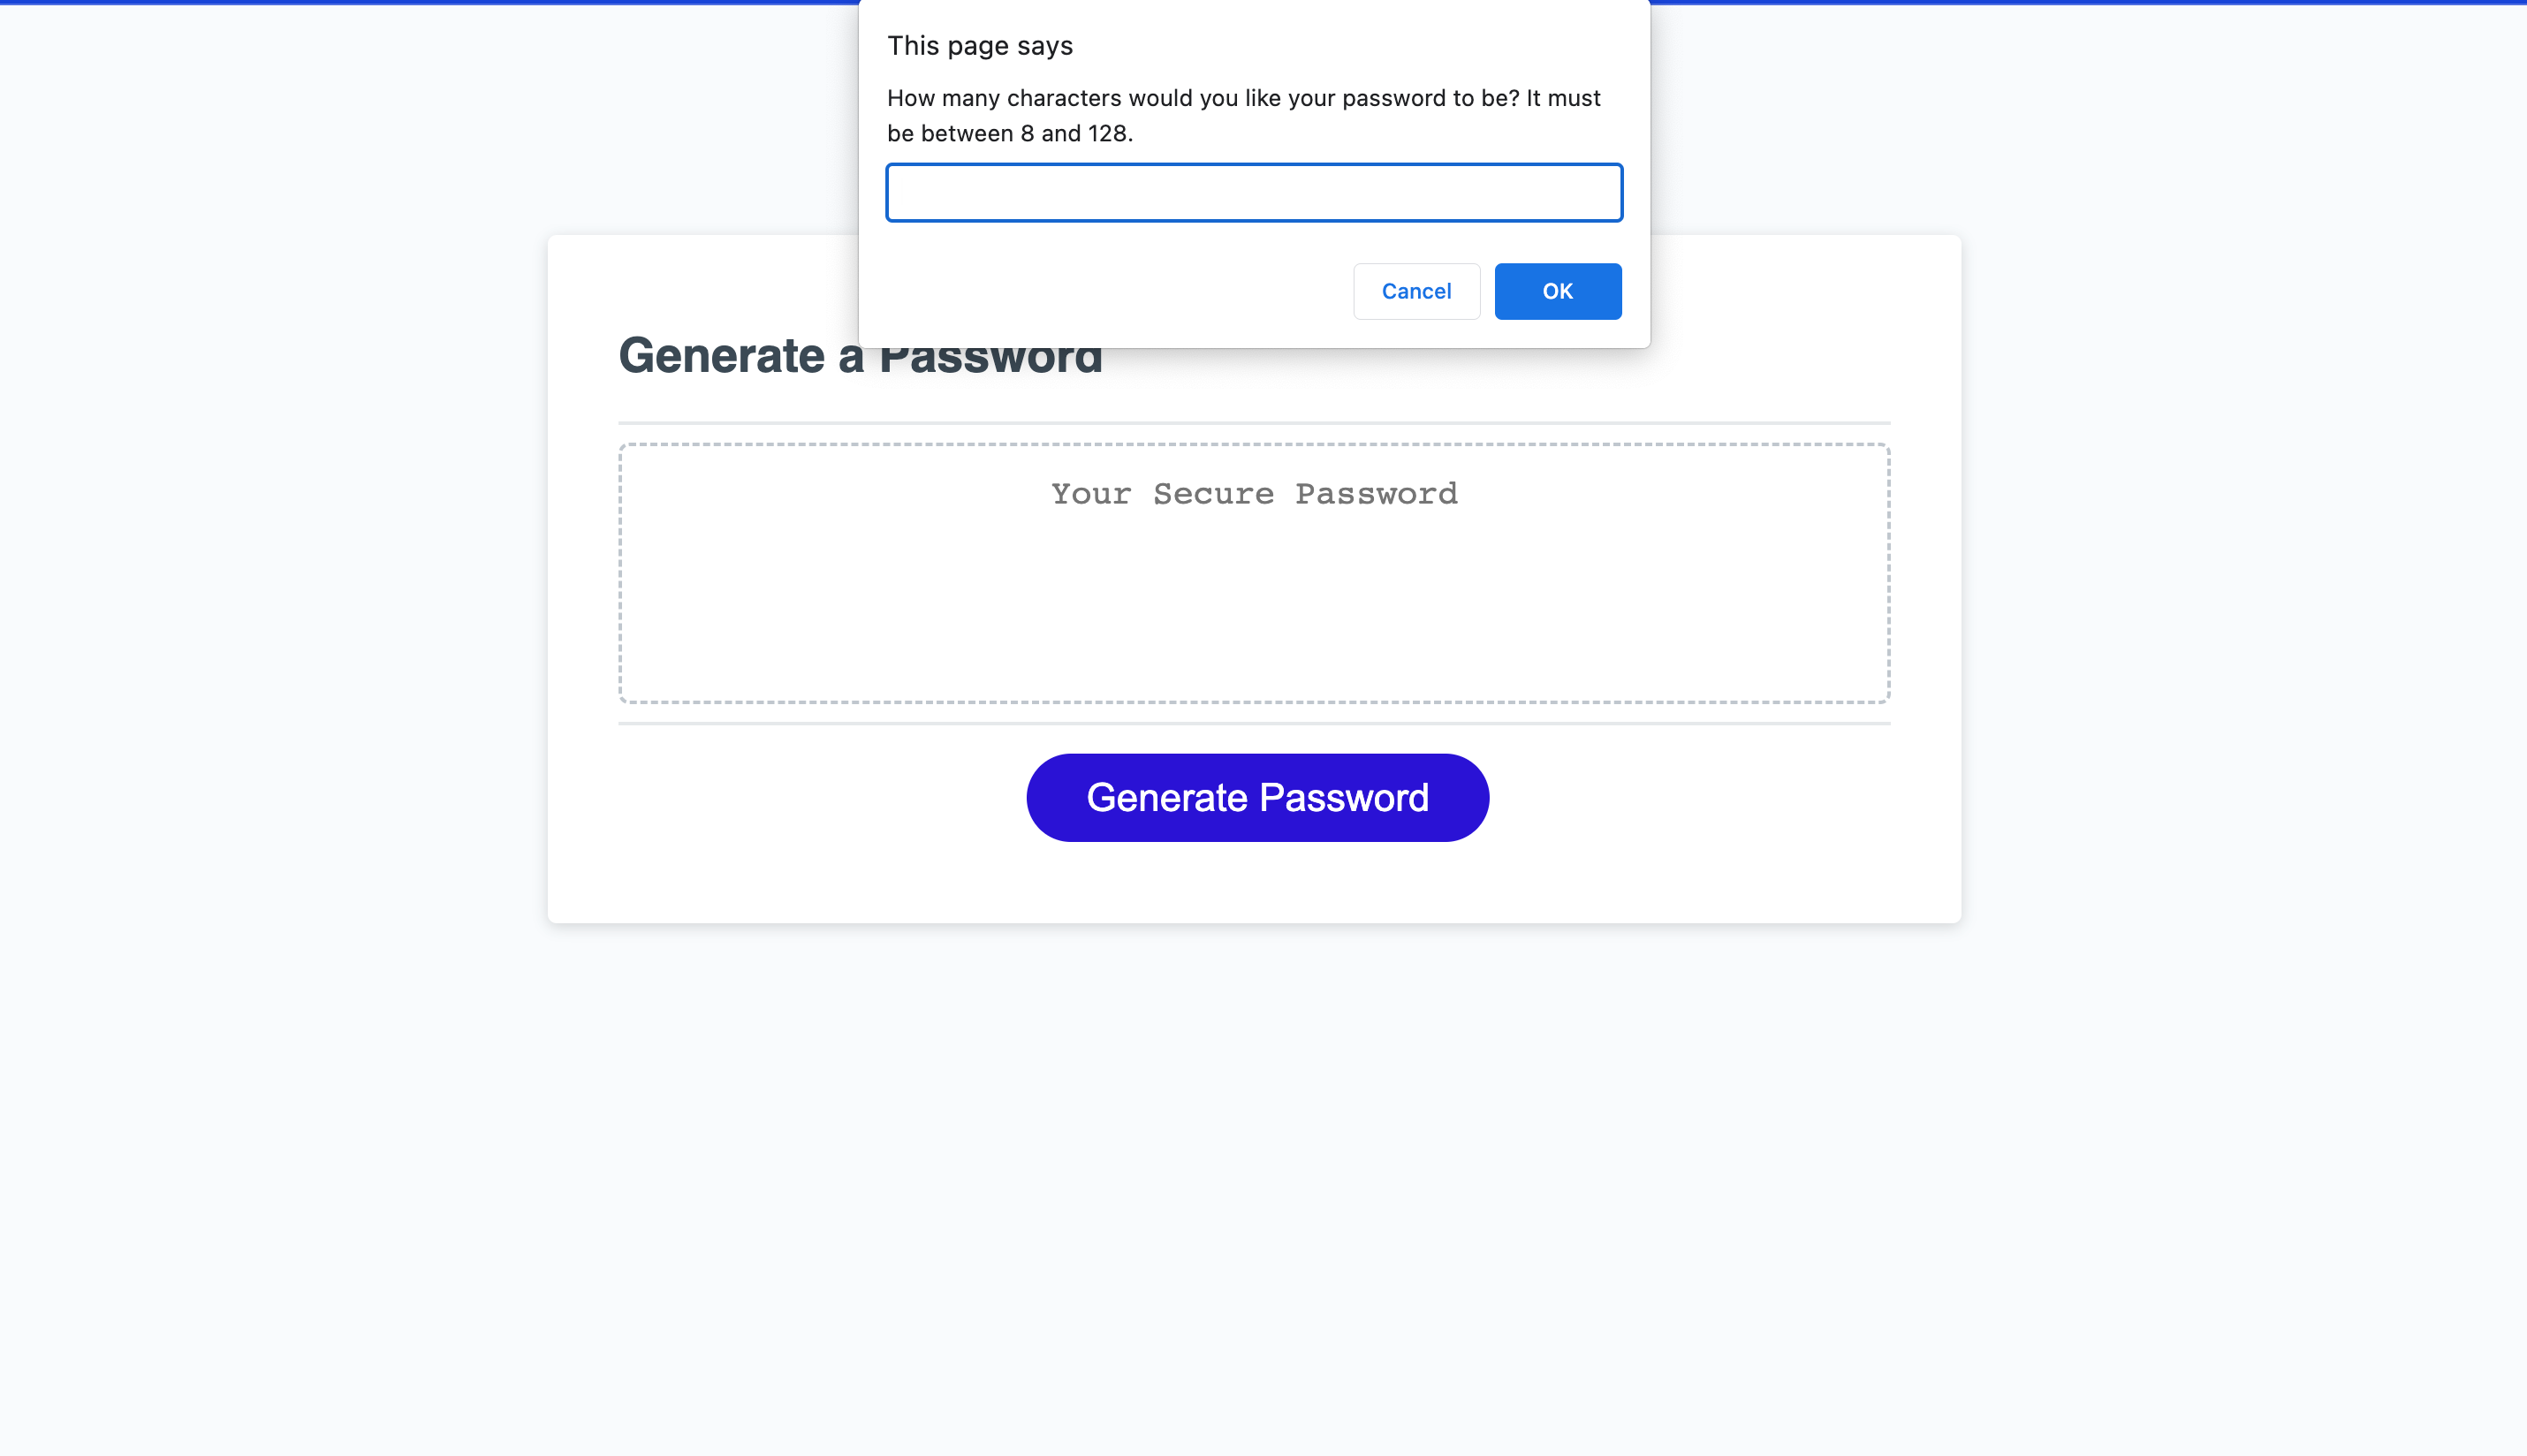 This page says
How many characters would you like your password to be? It must
be between 8 and 128.
Cancel
OK
Generate a Password
Your Secure Password
Generate Password